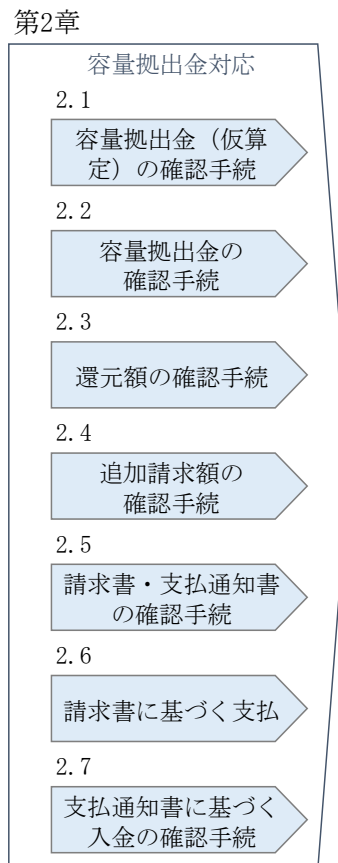 第2章
容量拠出金対応
2.1
容量拠出金（仮算
定）の確認手続
2.2
容量拠出金の
確認手続
2.3
還元額の確認手続
2.4
追加請求額の
確認手続
2.5
請求書・支払通知書
の確認手続
2.6
請求書に基づく支払
2.7
支払通知書に基づく
入金の確認手続